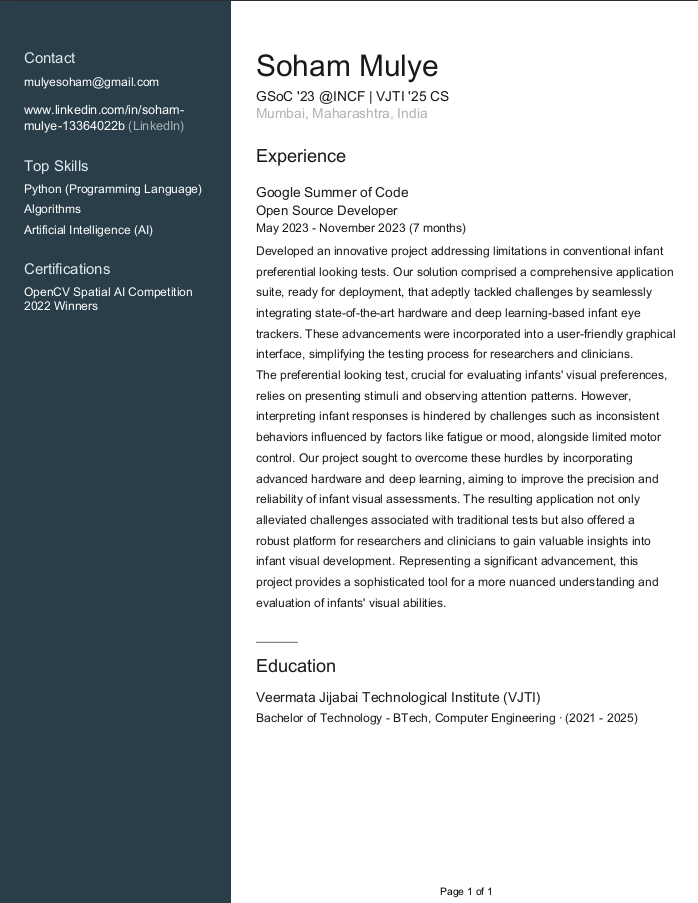 Contact
mulyesoham@gmail.com
www.linkedin.com/in/soham-
mulye-13364022b (LinkedIn)
Top Skills
Python (Programming Language)
Algorithms
Artificial Intelligence (AI)
Certifications
OpenCV Spatial AI Competition
2022 Winners
Soham Mulye
GSoC '23 @INCF | VJTI '25 CS
Mumbai, Maharashtra, India
Experience
Google Summer of Code
Open Source Developer
May 2023 - November 2023 (7 months)
Developed an innovative project addressing limitations in conventional infant
preferential looking tests. Our solution comprised a comprehensive application
suite, ready for deployment, that adeptly tackled challenges by seamlessly
integrating state-of-the-art hardware and deep learning-based infant eye
trackers. These advancements were incorporated into a user-friendly graphical
interface, simplifying the testing process for researchers and clinicians.
The preferential looking test, crucial for evaluating infants' visual preferences,
relies on presenting stimuli and observing attention patterns. However,
interpreting infant responses is hindered by challenges such as inconsistent
behaviors influenced by factors like fatigue or mood, alongside limited motor
control. Our project sought to overcome these hurdles by incorporating
advanced hardware and deep learning, aiming to improve the precision and
reliability of infant visual assessments. The resulting application not only
alleviated challenges associated with traditional tests but also offered a
robust platform for researchers and clinicians to gain valuable insights into
infant visual development. Representing a significant advancement, this
project provides a sophisticated tool for a more nuanced understanding and
evaluation of infants' visual abilities.
Education
Veermata Jijabai Technological Institute (VJTI)
Bachelor of Technology - BTech, Computer Engineering · (2021 - 2025)
Page 1 of 1